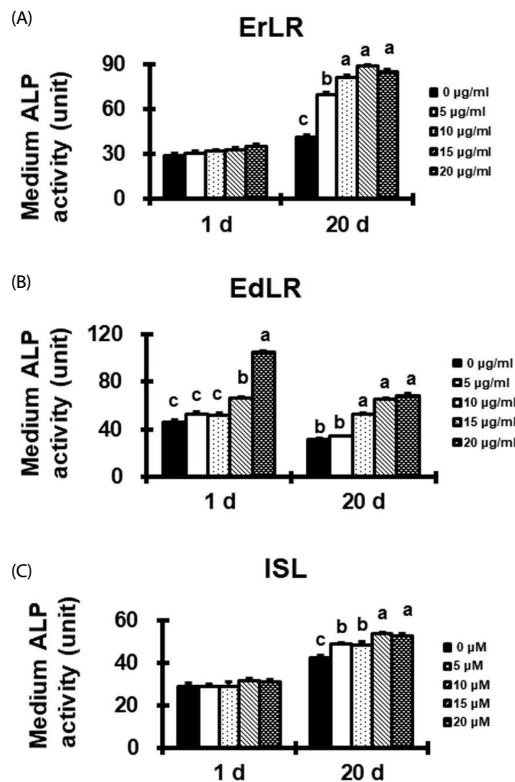 (A)
ErLR
Medium ALP
activity (unit)
90
60
30
0
c b a a a
1 d 20 d
0 µg/ml
5 µg/ml
10 µg/ml
15 µg/ml
20 µg/ml
(B)
EdLR
Medium ALP
activity (unit)
120
80
40
0
c c c b a b b a a a
1 d 20 d
0 µg/ml
5 µg/ml
10 µg/ml
15 µg/ml
20 µg/ml
(C)
ISL
Medium ALP
activity (unit)
60
40
20
0
c b b a a
1 d 20 d
0 µM
5 µM
10 µM
15 µM
20 µM